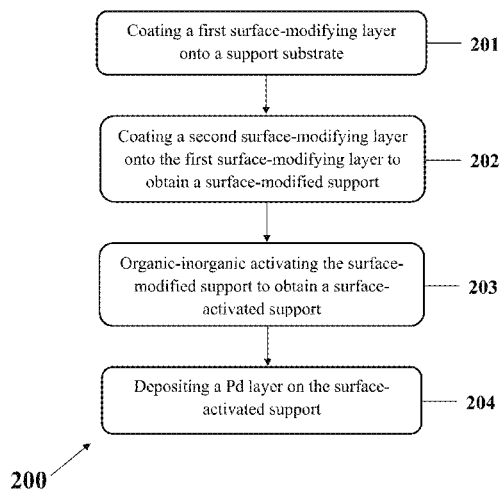 Coating a first surface-modifying layer
onto a support substrate
201
Coating a second surface-modifying layer
onto the first surface-modifying layer to
obtain a surface-modified support
202
Organic-inorganic activating the surface-
modified support to obtain a surface-
activated support
203
Depositing a Pd layer on the surface-
activated support
204
200